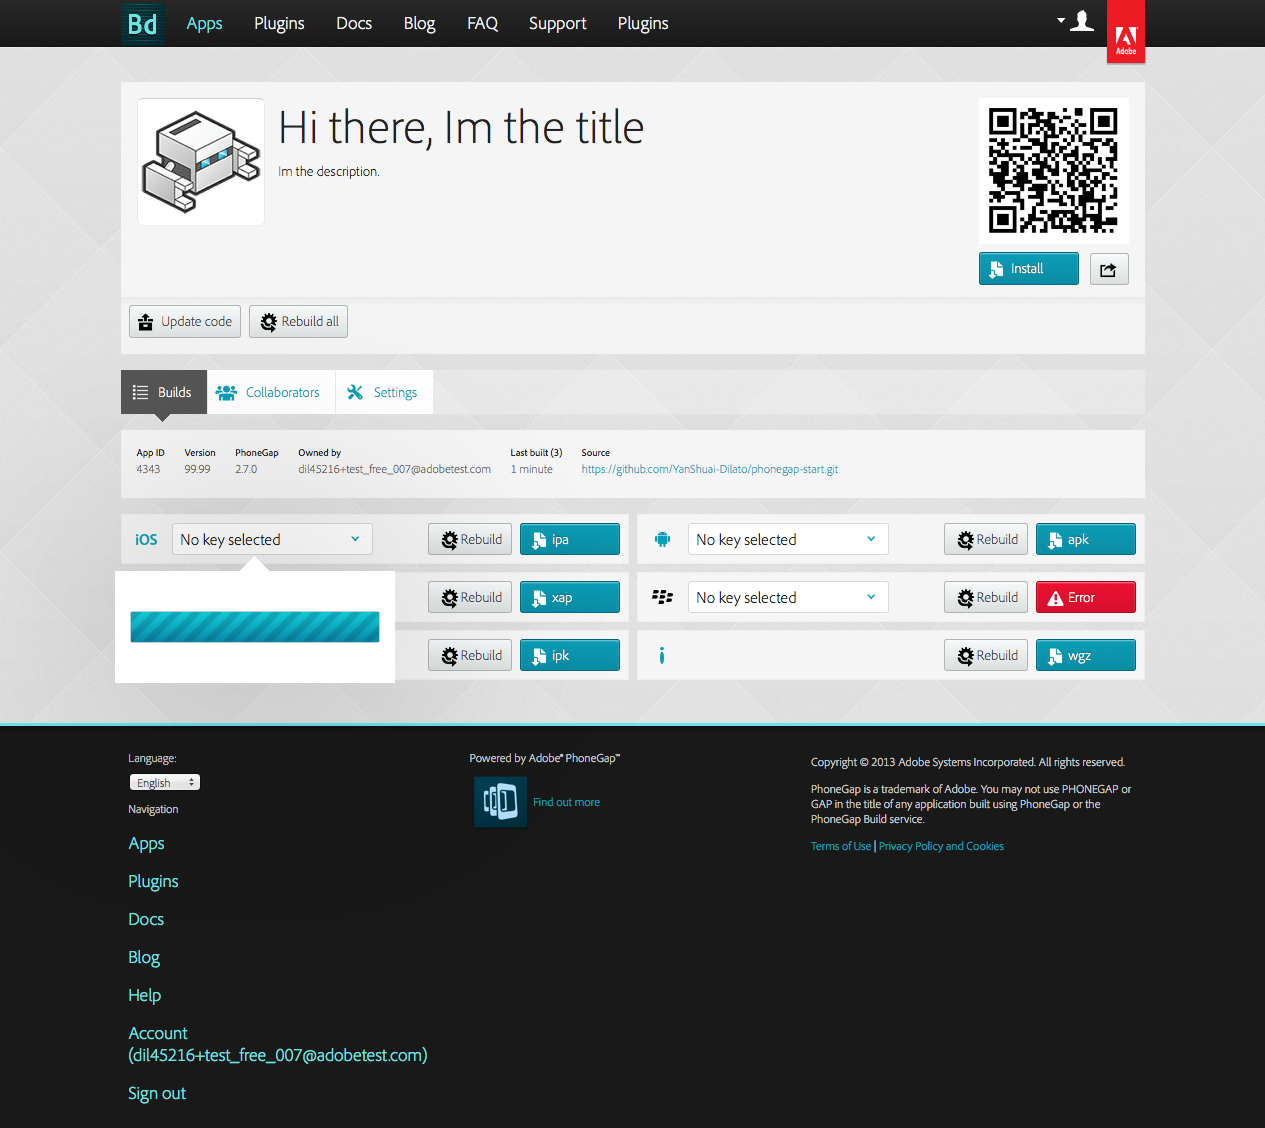 Bd Apps Plugins Docs Blog FAQ Support Plugins
Adobe
Hi there, Im the title
Im the description.
Install
Update code Rebuild all
Builds Collaborators Settings
App ID Version PhoneGap Owned by Last built (3) Source
4343 99.99 2.7.0 dil45216+test_free_007@adobetest.com 1 minute https://github.com/YanShuai-Dilato/phonegap-start.git
iOS No key selected Rebuild ipa No key selected Rebuild apk
Rebuild xap No key selected Rebuild Error
Rebuild ipk Rebuild wgz
Language:
English
Navigation
Apps
Plugins
Docs
Blog
Help
Account
(dil45216+test_free_007@adobetest.com)
Sign out
Powered by Adobe® PhoneGap™
Find out more
Copyright © 2013 Adobe Systems Incorporated. All rights reserved.
PhoneGap is a trademark of Adobe. You may not use PHONEGAP or
GAP in the title of any application built using PhoneGap or the
PhoneGap Build service.
Terms of Use | Privacy Policy and Cookies